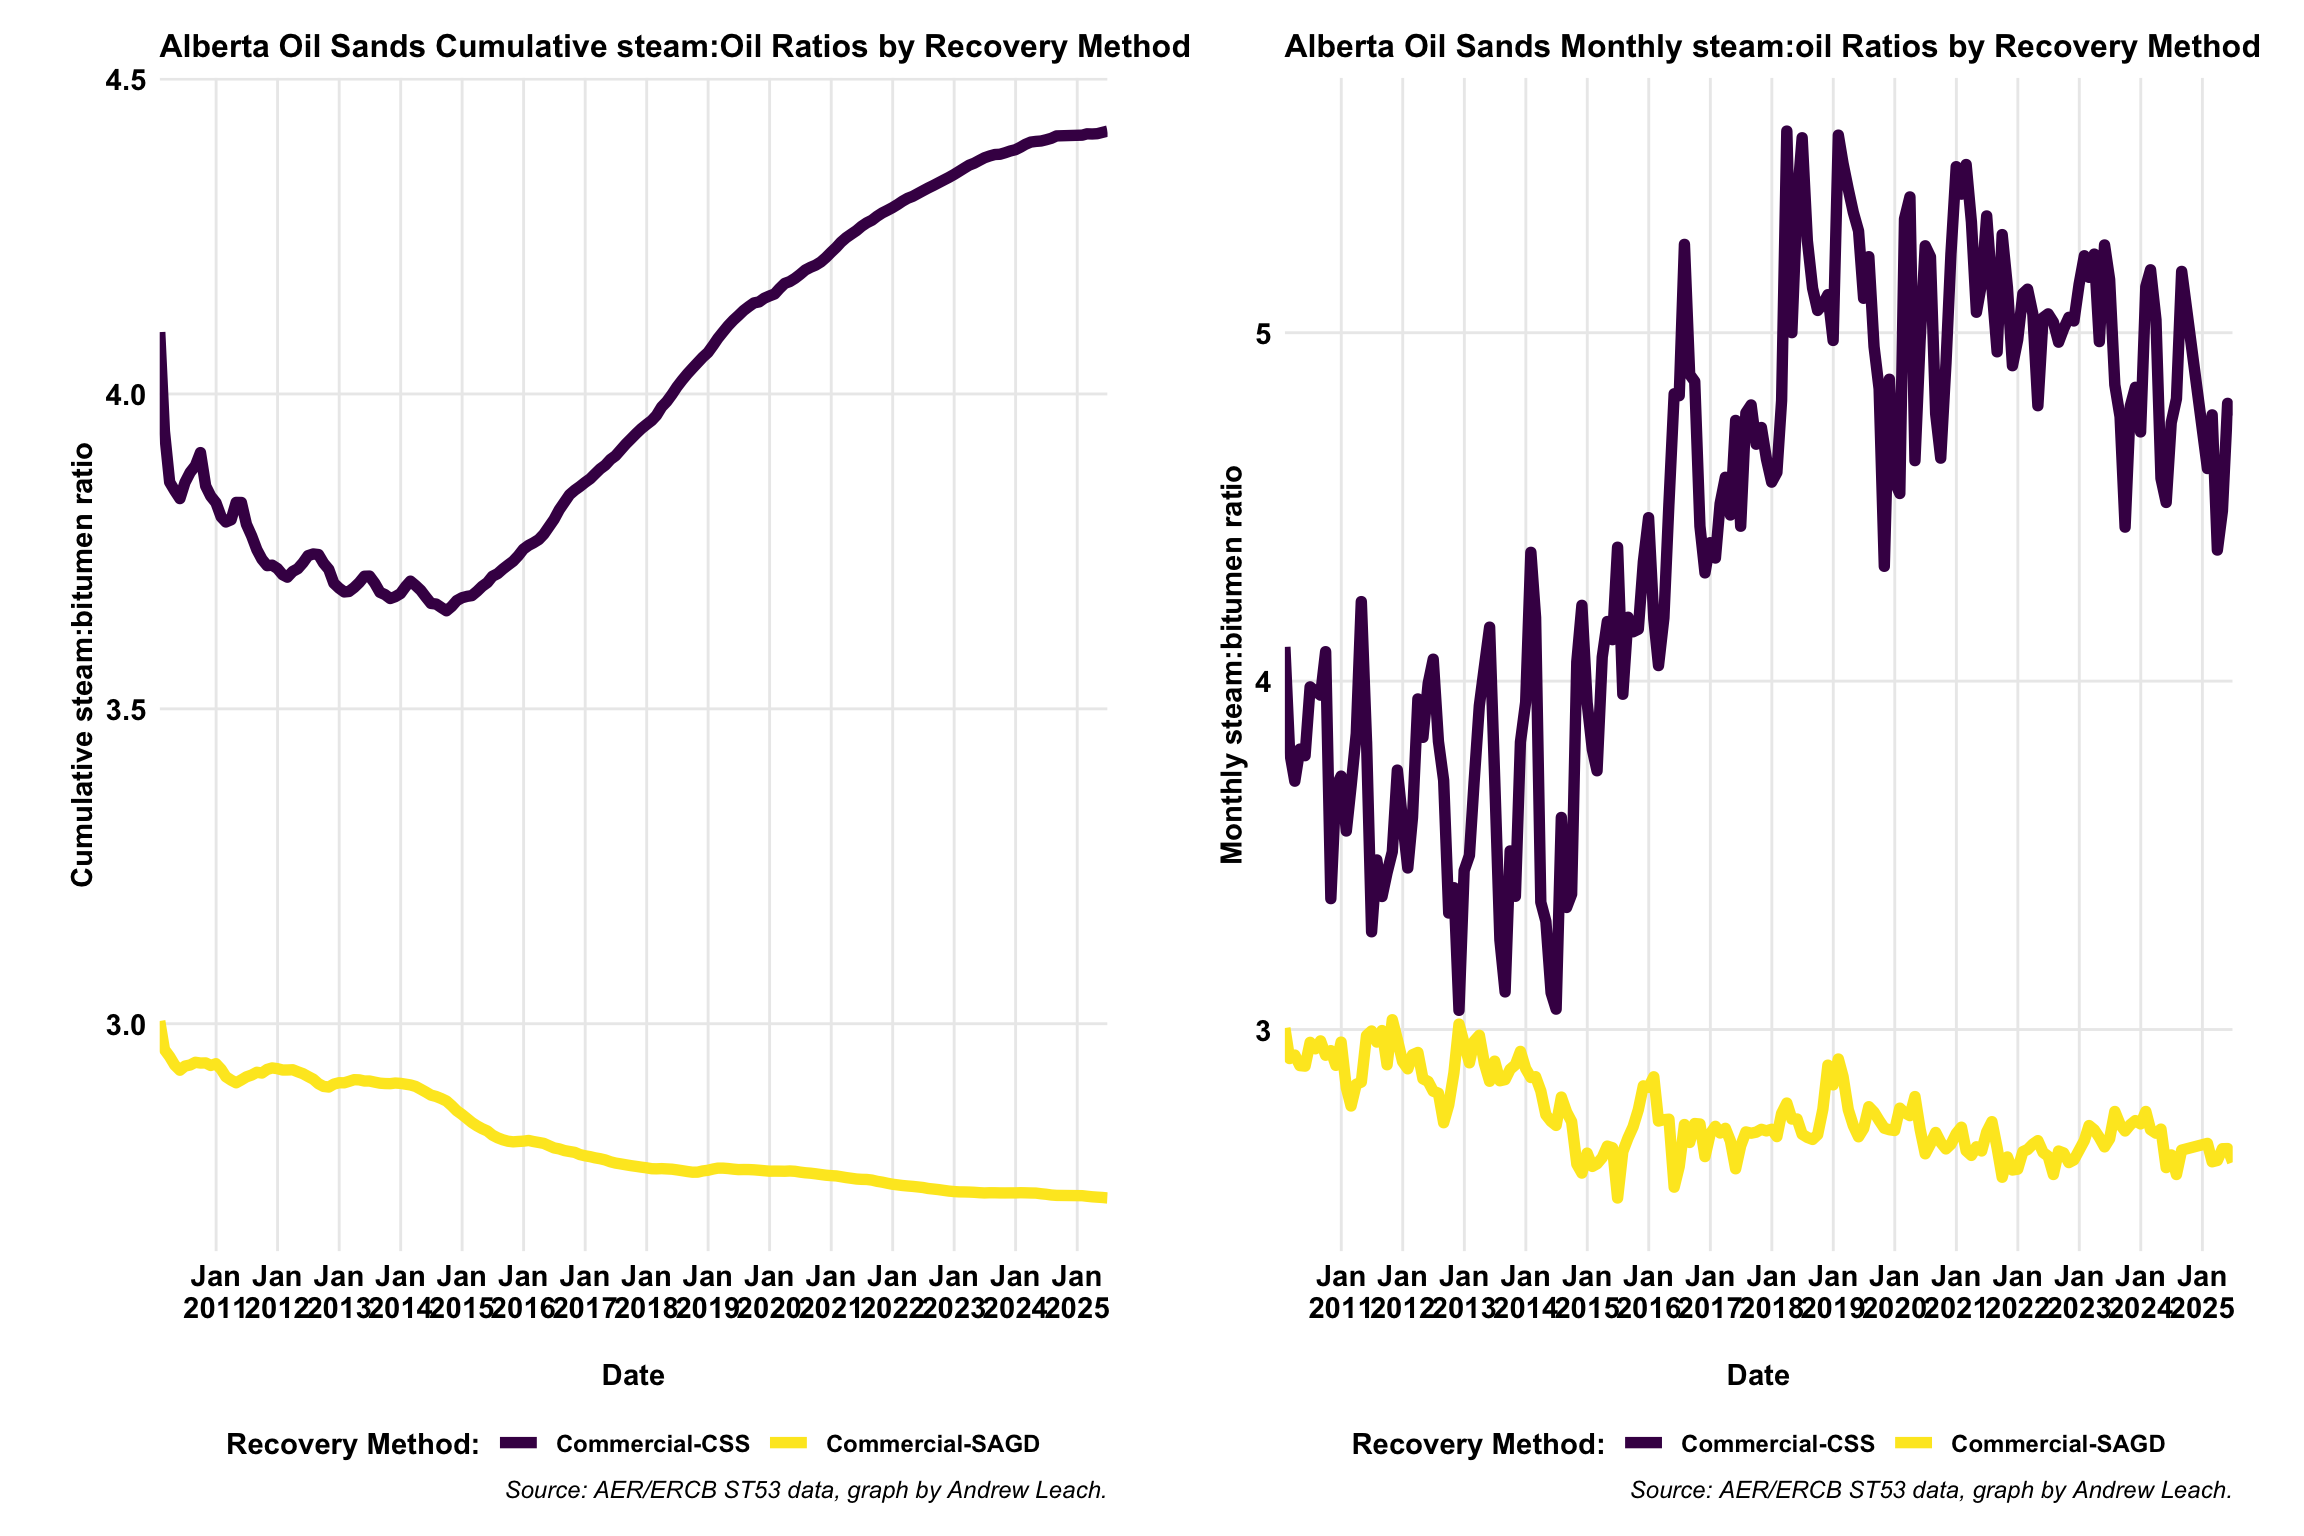 Alberta Oil Sands Cumulative steam:Oil Ratios by Recovery Method
4.5
4.0
3.5
3.0
Cumulative steam:bitumen ratio
Jan Jan Jan Jan Jan Jan Jan Jan Jan Jan Jan Jan Jan Jan Jan
2011 2012 2013 2014 2015 2016 2017 2018 2019 2020 2021 2022 2023 2024 2025
Date
Recovery Method: Commercial-CSS Commercial-SAGD
Source: AER/ERCB ST53 data, graph by Andrew Leach.
Alberta Oil Sands Monthly steam:oil Ratios by Recovery Method
5
4
3
Monthly steam:bitumen ratio
Jan Jan Jan Jan Jan Jan Jan Jan Jan Jan Jan Jan Jan Jan Jan
2011 2012 2013 2014 2015 2016 2017 2018 2019 2020 2021 2022 2023 2024 2025
Date
Recovery Method: Commercial-CSS Commercial-SAGD
Source: AER/ERCB ST53 data, graph by Andrew Leach.